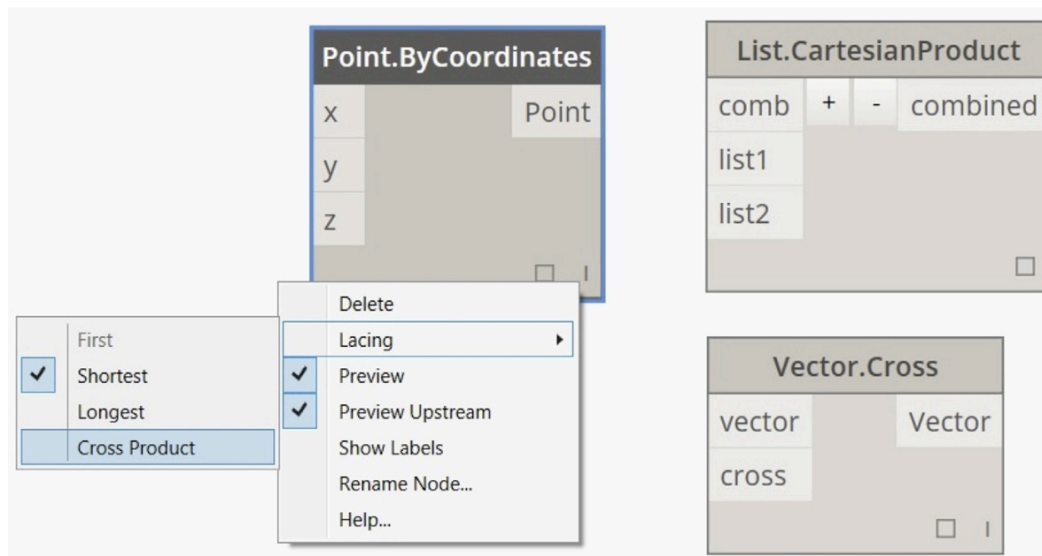 Point.ByCoordinates
x
Point
y
z
l
List.CartesianProduct
comb + - combined
list1
list2
Delete
Lacing
Preview
Preview Upstream
Show Labels
Rename Node...
Help...
First
Shortest
Longest
Cross Product
Vector.Cross
vector
Vector
cross
l